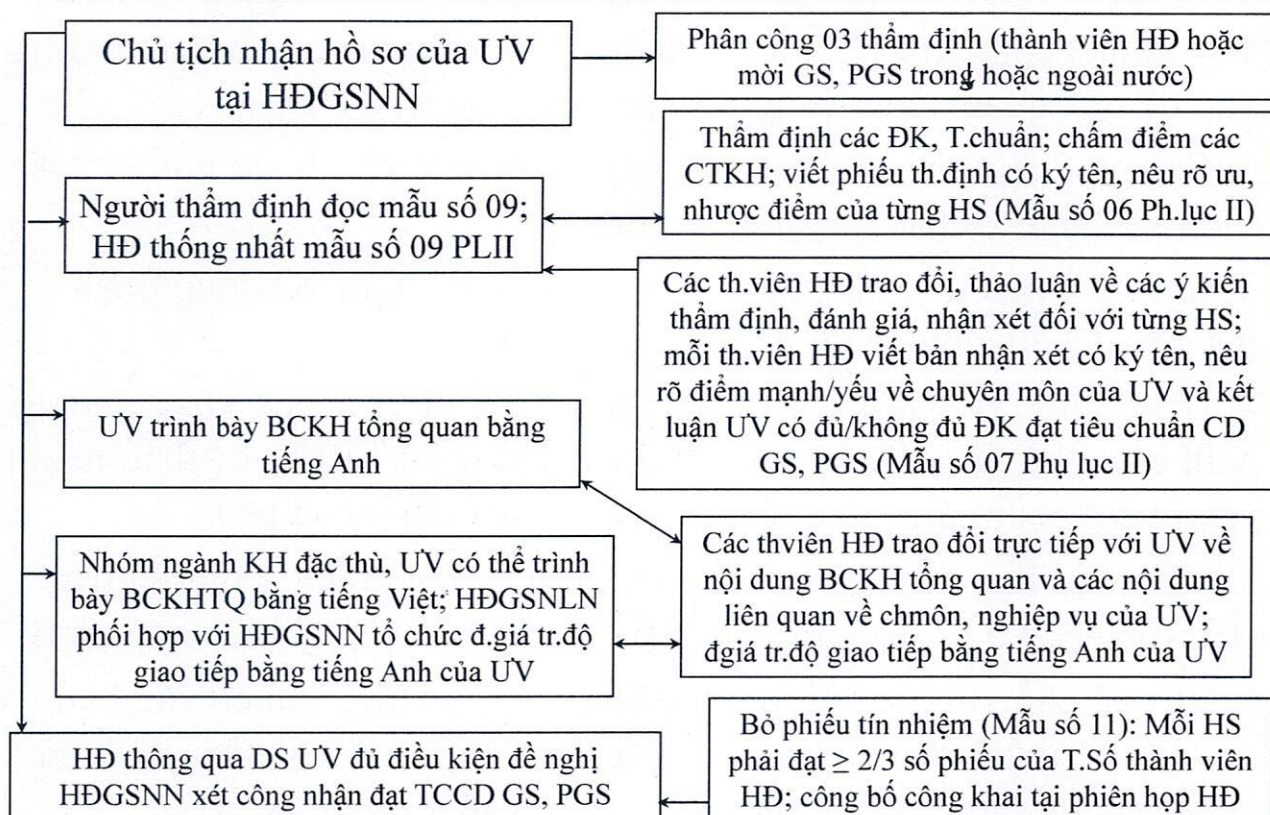 Chủ tịch nhận hồ sơ của ƯV
tại HĐGSNN
Phân công 03 thẩm định (thành viên HĐ hoặc
mời GS, PGS trong hoặc ngoài nước)
Thẩm định các ĐK, T.chuẩn; chấm điểm các
CTKH; viết phiếu th.định có ký tên, nêu rõ ưu,
nhược điểm của từng HS (Mẫu số 06 Ph.lục II)
Người thẩm định đọc mẫu số 09;
HĐ thống nhất mẫu số 09 PLII
Các th.viên HĐ trao đổi, thảo luận về các ý kiến
thẩm định, đánh giá, nhận xét đối với từng HS;
mỗi th.viên HĐ viết bản nhận xét có ký tên, nêu
rõ điểm mạnh/yếu về chuyên môn của ƯV và kết
luận ƯV có đủ/không đủ ĐK đạt tiêu chuẩn CD
GS, PGS (Mẫu số 07 Phụ lục II)
ƯV trình bày BCKH tổng quan bằng
tiếng Anh
Nhóm ngành KH đặc thù, ƯV có thể trình
bày BCKHTQ bằng tiếng Việt; HĐGSNLN
phối hợp với HĐGSNN tổ chức đ.giá tr.độ
giao tiếp bằng tiếng Anh của ƯV
Các thviên HĐ trao đổi trực tiếp với ƯV về
nội dung BCKH tổng quan và các nội dung
liên quan về chmôn, nghiệp vụ của ƯV;
đgiá tr.độ giao tiếp bằng tiếng Anh của ƯV
HĐ thông qua DS ƯV đủ điều kiện đề nghị
HĐGSNN xét công nhận đạt TCCD GS, PGS
Bỏ phiếu tín nhiệm (Mẫu số 11): Mỗi HS
phải đạt ≥ 2/3 số phiếu của T.Số thành viên
HĐ; công bố công khai tại phiên họp HĐ